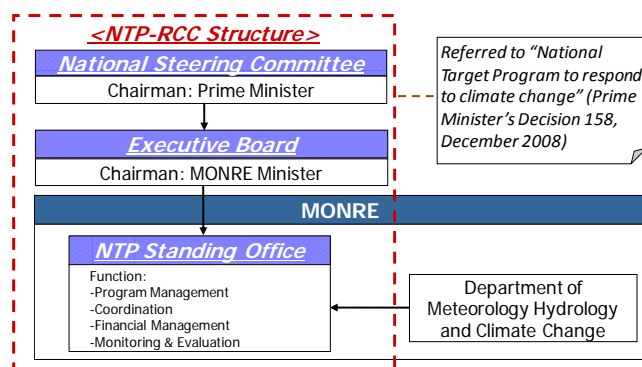 <NTP-RCC Structure>
National Steering Committee
Chairman: Prime Minister
Referred to “National
Target Program to respond
to climate change” (Prime
Minister’s Decision 158,
December 2008)
Executive Board
Chairman: MONRE Minister
MONRE
NTP Standing Office
Function:
-Program Management
-Coordination
-Financial Management
-Monitoring & Evaluation
Department of
Meteorology Hydrology
and Climate Change